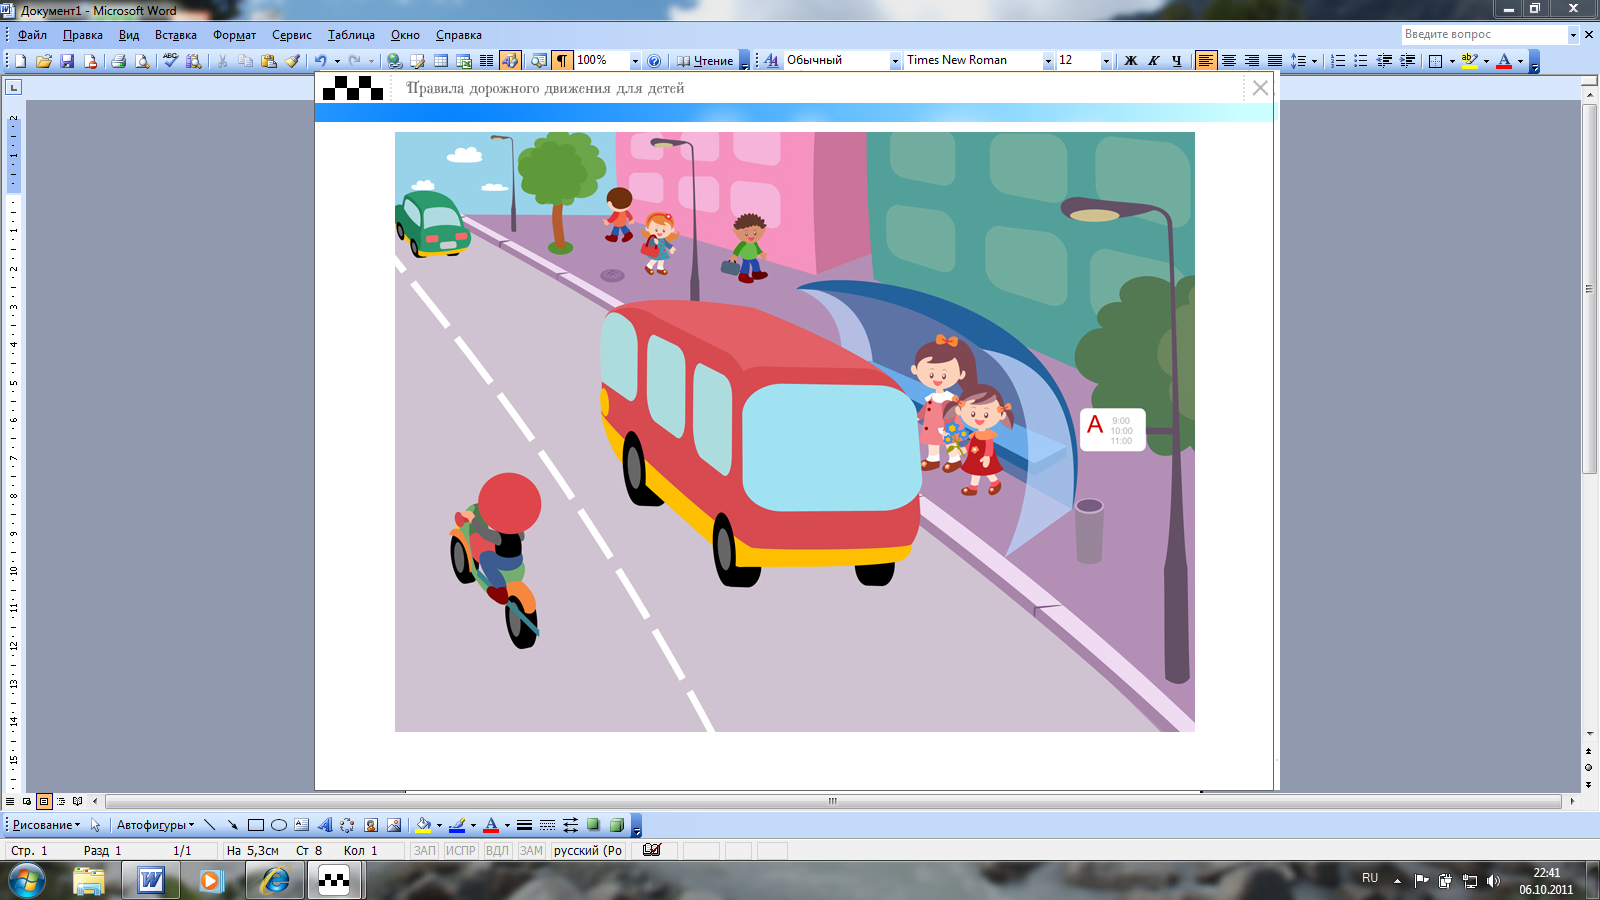 Документ1 - Microsoft Word
Файл Правка Вид Вставка Формат Сервис Таблица Окно Справка
Введите вопрос
100%
Чтение
Обычный
Times New Roman
12
Ж К Ч
Правила дорожного движения для детей
A 9:00
10:00
11:00
Рисование
Автофигуры
Стр. 1 Разд 1 1/1 На 5,3см Ст 8 Кол 1 ЗАП ИСПР ВДЛ ЗАМ русский (Ро
RU
22:41
06.10.2011